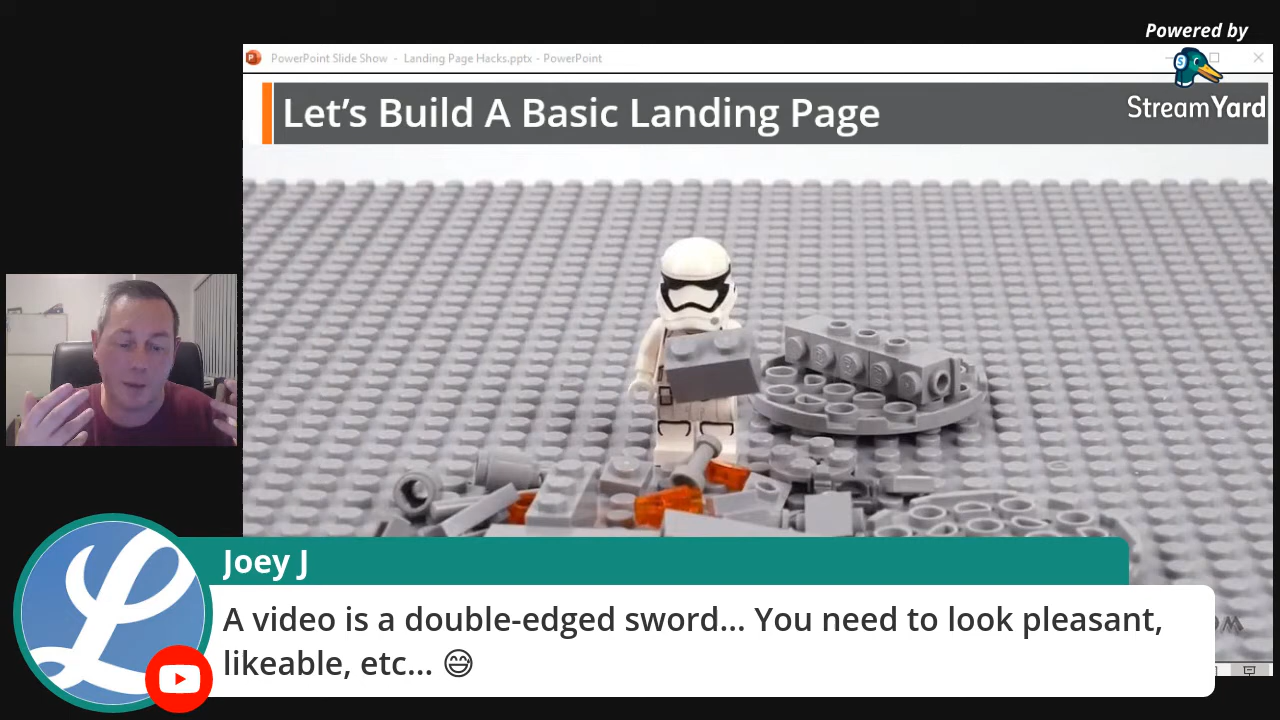 Powered by
PowerPoint Slide Show - Landing Page Hacks.pptx - PowerPoint
StreamYard
Let's Build A Basic Landing Page
Joey J
A video is a double-edged sword... You need to look pleasant,
likeable, etc... 😅